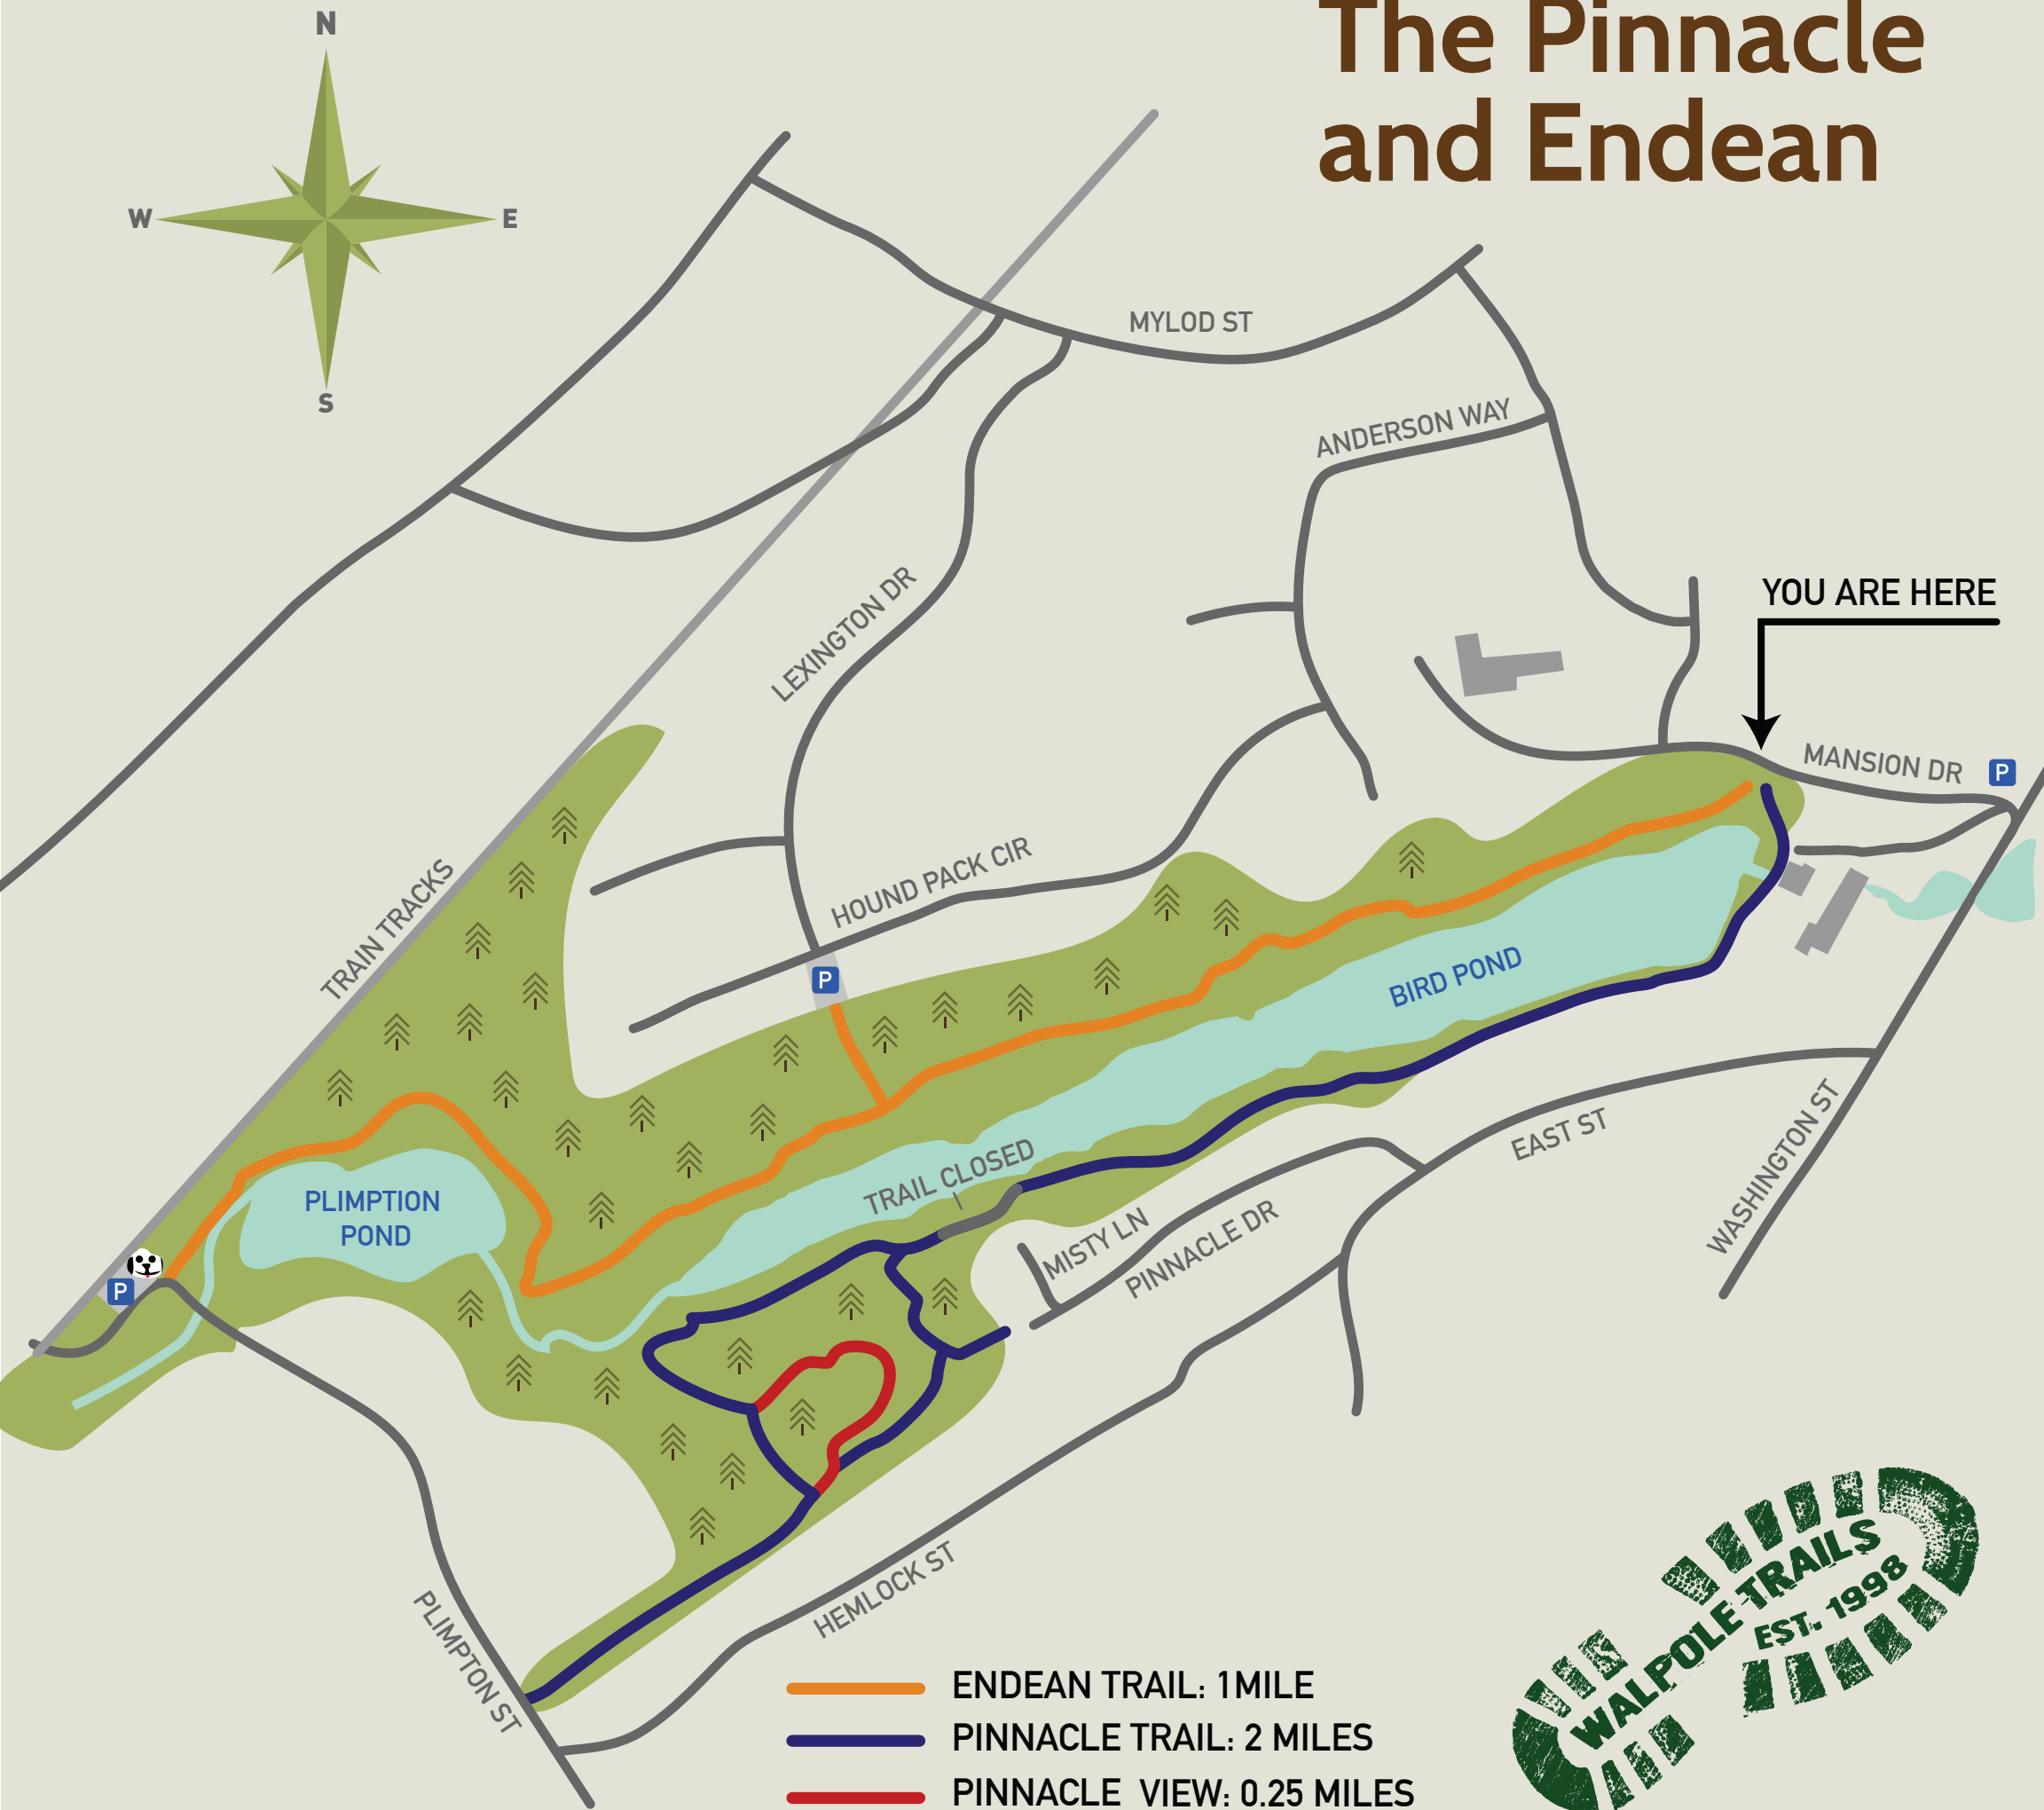 The Pinnacle
and Endean
N
W
E
S
MYLOD ST
ANDERSON WAY
LEXINGTON DR
YOU ARE HERE
MANSION DR
P
HOUND PACK CIR
TRAIN TRACKS
P
BIRD POND
WASHINGTON ST
EAST ST
TRAIL CLOSED
PLIMPTION
POND
MISTY LN
PINNACLE DR
P
HEMLOCK ST
PLIMPTON ST
WALPOLE TRAILS
EST. 1998
ENDEAN TRAIL: 1MILE
PINNACLE TRAIL: 2 MILES
PINNACLE VIEW: 0.25 MILES